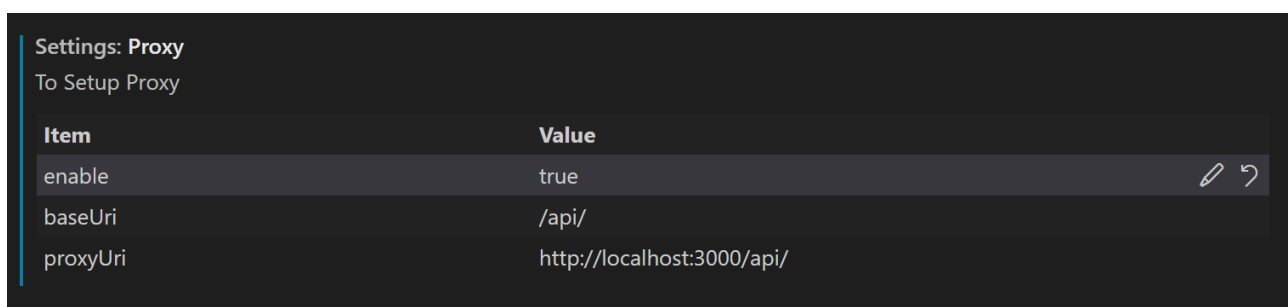 Settings: Proxy
To Setup Proxy
Item Value
enable true
baseUri /api/
proxyUri http://localhost:3000/api/